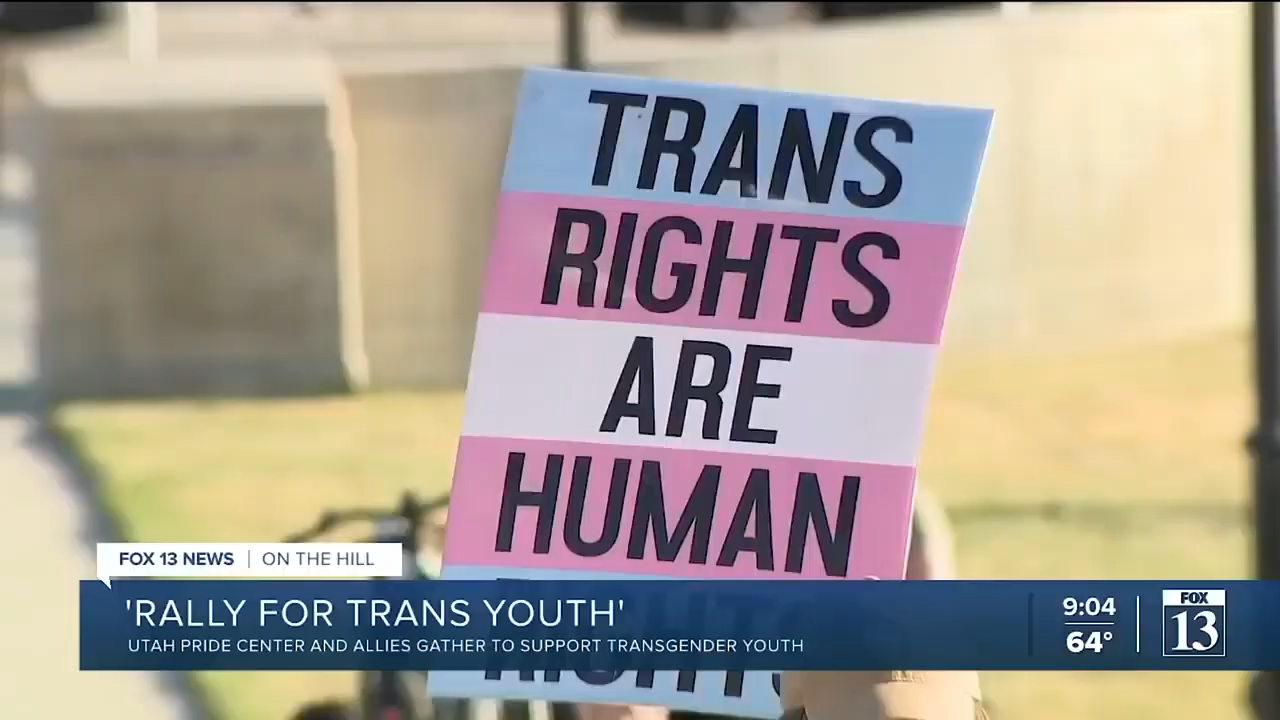 TRANS
RIGHTS
ARE
HUMAN
RIGHTS
FOX 13 NEWS | ON THE HILL
'RALLY FOR TRANS YOUTH'
UTAH PRIDE CENTER AND ALLIES GATHER TO SUPPORT TRANSGENDER YOUTH
9:04
64°
FOX
13